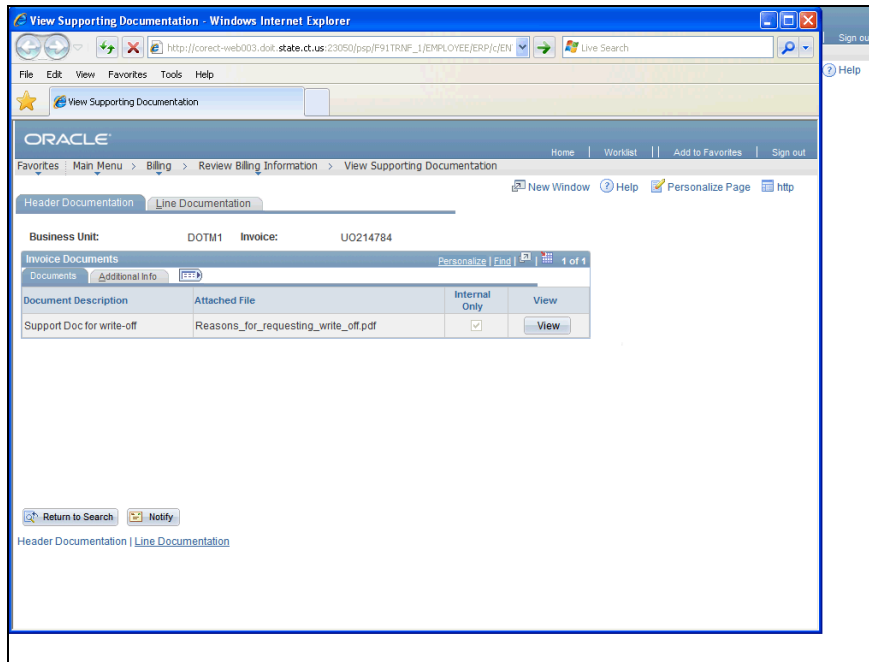 View Supporting Documentation - Windows Internet Explorer
http://corect-web003.doit.state.ct.us:23050/psp/F91TRNF_1/EMPLOYEE/ERP/c/EN
Live Search
Sign ou
File Edit View Favorites Tools Help
Help
View Supporting Documentation
ORACLE
Home | Worklist || Add to Favorites | Sign out
Favorites Main Menu > Billing > Review Billing Information > View Supporting Documentation
New Window Help Personalize Page http
Header Documentation Line Documentation
Business Unit: DOTM1 Invoice: UO214784
Invoice Documents Personalize | Find | | 1 of 1
Documents Additional Info
Document Description Attached File Internal Only View
Support Doc for write-off Reasons_for_requesting_write_off.pdf View
Return to Search Notify
Header Documentation | Line Documentation